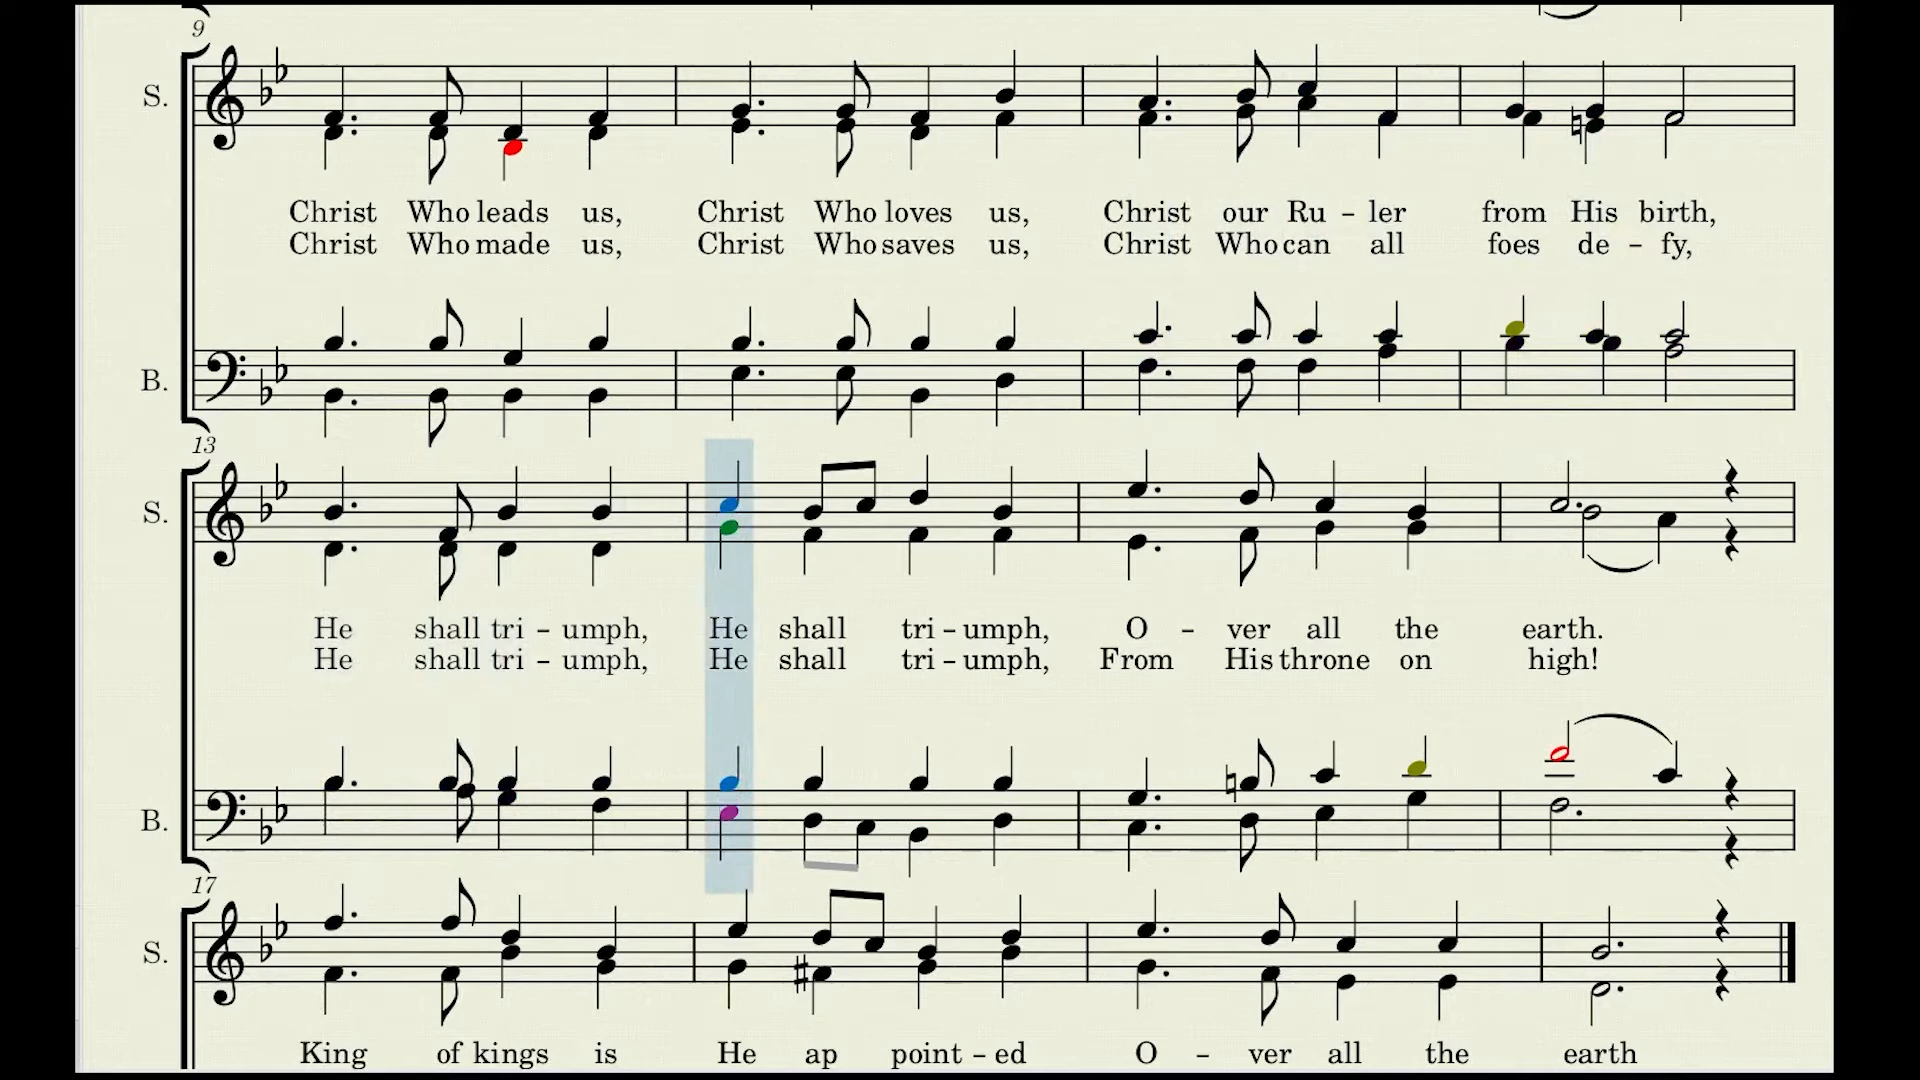 9
S.
Christ Who leads us, Christ Who loves us, Christ our Ru - ler from His birth,
Christ Who made us, Christ Who saves us, Christ Who can all foes de - fy,
B.
13
S.
He shall tri - umph, He shall tri - umph, O - ver all the earth.
He shall tri - umph, He shall tri - umph, From His throne on high!
B.
17
S.
King of kings is He ap point - ed O - ver all the earth